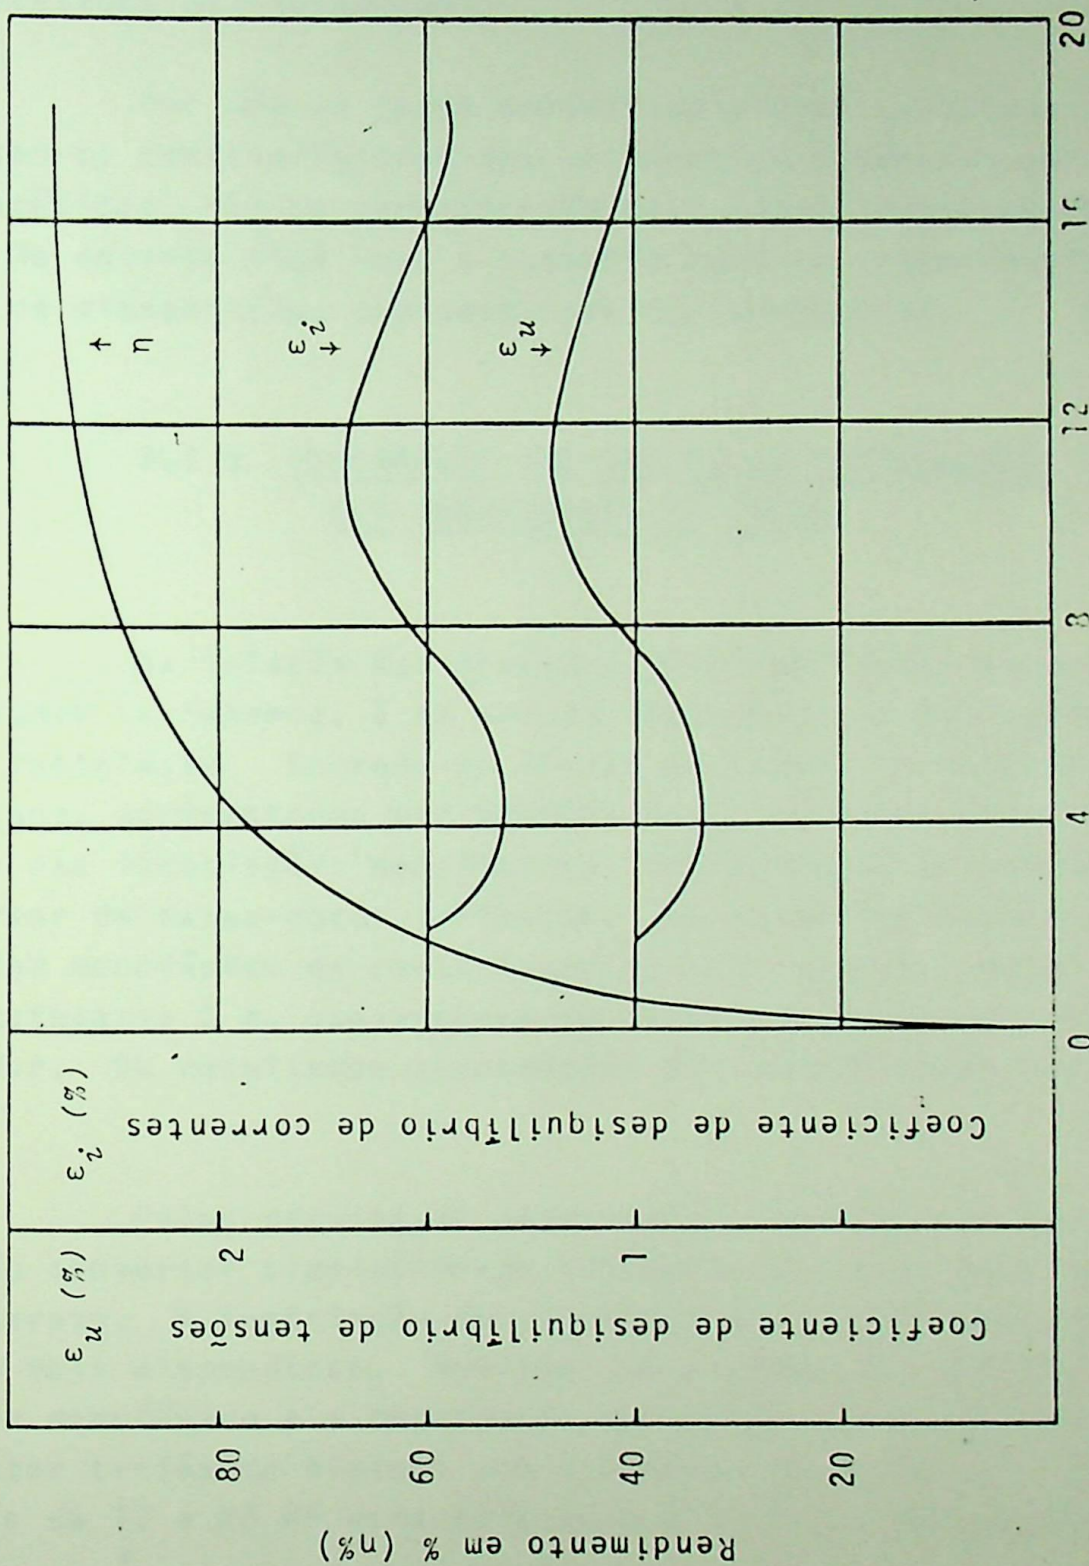 Rendimento em % (n%)
80
60
40
20
ε_u (%)
Coeficiente de desiquilíbrio de tensões
2
1
ε_i (%)
Coeficiente de desiquilíbrio de correntes
η
ε_i
ε_u
0
4
8
12
20